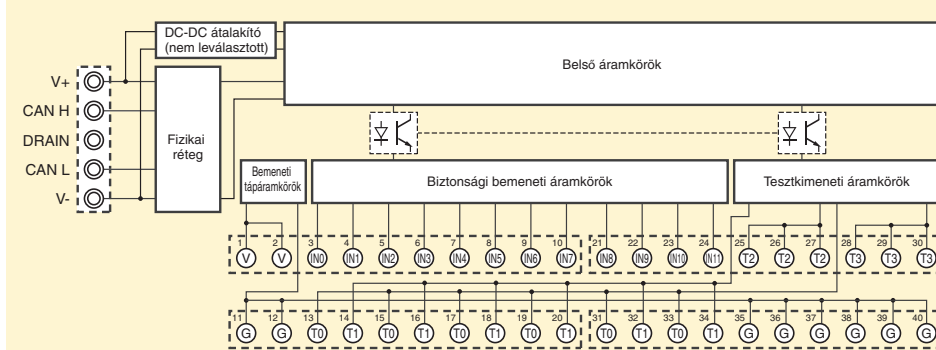 DC-DC átalakító
(nem leválasztott)
Belső áramkörök
V+
CAN H
DRAIN
CAN L
V-
Fizikai
réteg
Bemeneti
tápáramkörök
Biztonsági bemeneti áramkörök
Tesztkimeneti áramkörök
1 2 3 4 5 6 7 8 9 10 21 22 23 24 25 26 27 28 29 30
V V IN0 IN1 IN2 IN3 IN4 IN5 IN6 IN7 IN8 IN9 IN10 IN11 T2 T2 T2 T3 T3 T3
11 12 13 14 15 16 17 18 19 20 31 32 33 34 35 36 37 38 39 40
G G T0 T1 T0 T1 T0 T1 T0 T1 T0 T1 T0 T1 G G G G G G